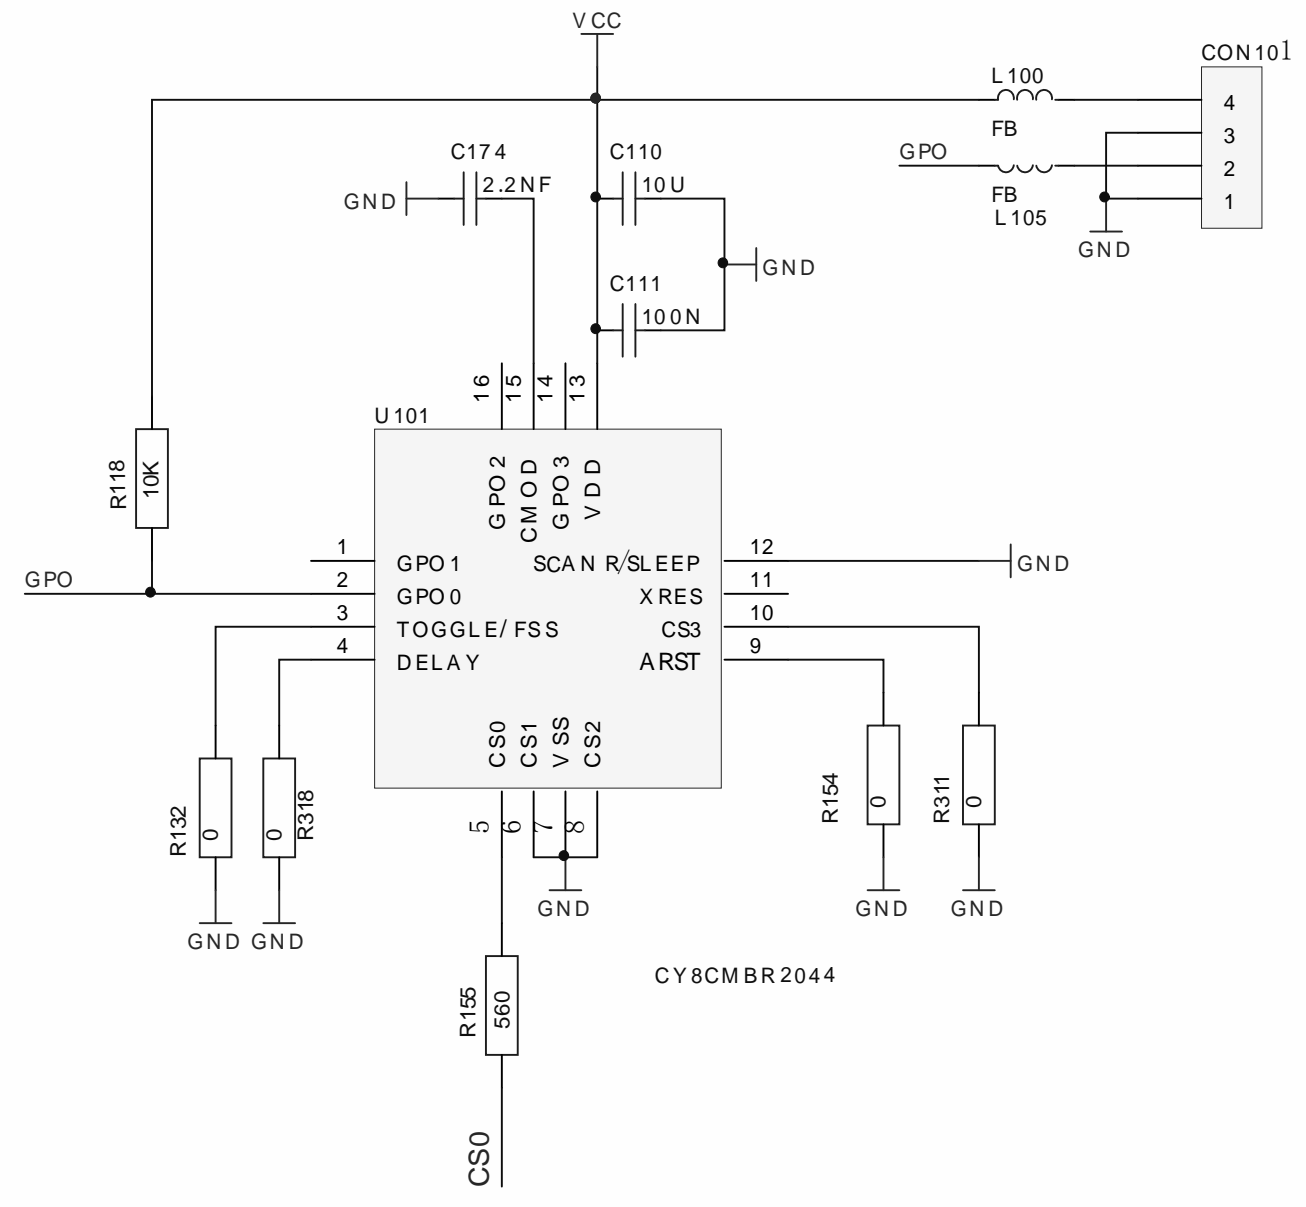 VCC
CON101
L100
4
FB
3
C174
C110
GPO
2
2.2NF
10U
FB
GND
1
L105
GND
GND
C111
100N
16
15
14
13
U101
R118
10K
GPO2
CMOD
GPO3
VDD
1
GPO1
SCAN R/SLEEP
12
GND
GPO
2
GPO0
XRES
11
3
TOGGLE/FSS
CS3
10
4
DELAY
ARST
9
CS0
CS1
VSS
CS2
R132
0
0
R318
5
6
7
8
R154
0
R311
0
GND
GND
GND
GND
GND
CY8CMBR2044
R155
560
CS0